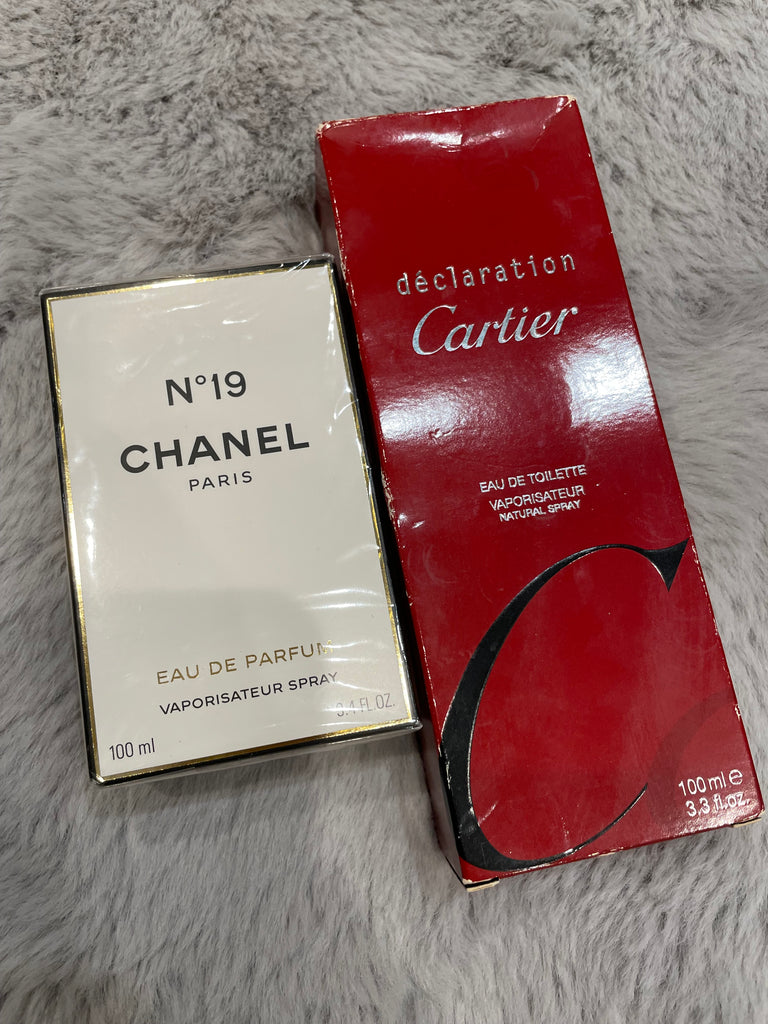 N°19
CHANEL
PARIS
EAU DE PARFUM
VAPORISATEUR SPRAY
100 ml
3.4 FL.OZ.
déclaration
Cartier
EAU DE TOILETTE
VAPORISATEUR
NATURAL SPRAY
C
100 ml e
3.3 fl.oz.